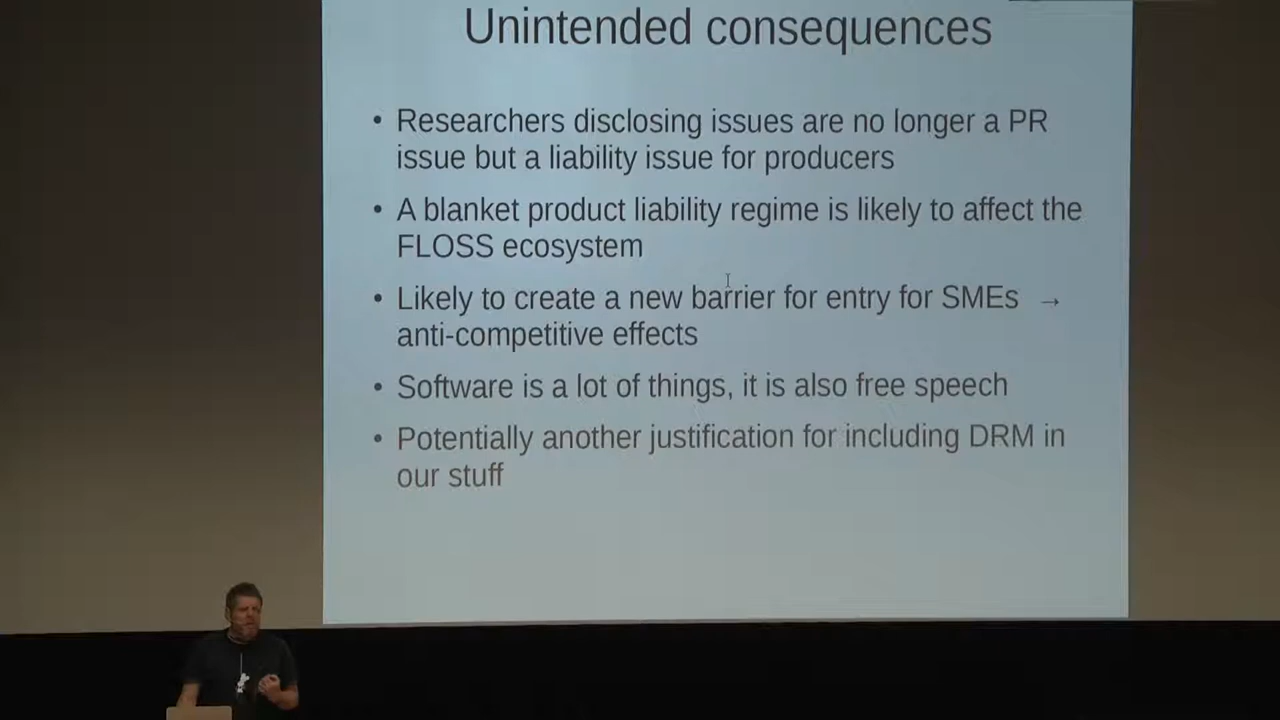 Unintended consequences
• Researchers disclosing issues are no longer a PR
issue but a liability issue for producers
• A blanket product liability regime is likely to affect the
FLOSS ecosystem
• Likely to create a new barrier for entry for SMEs →
anti-competitive effects
• Software is a lot of things, it is also free speech
• Potentially another justification for including DRM in
our stuff